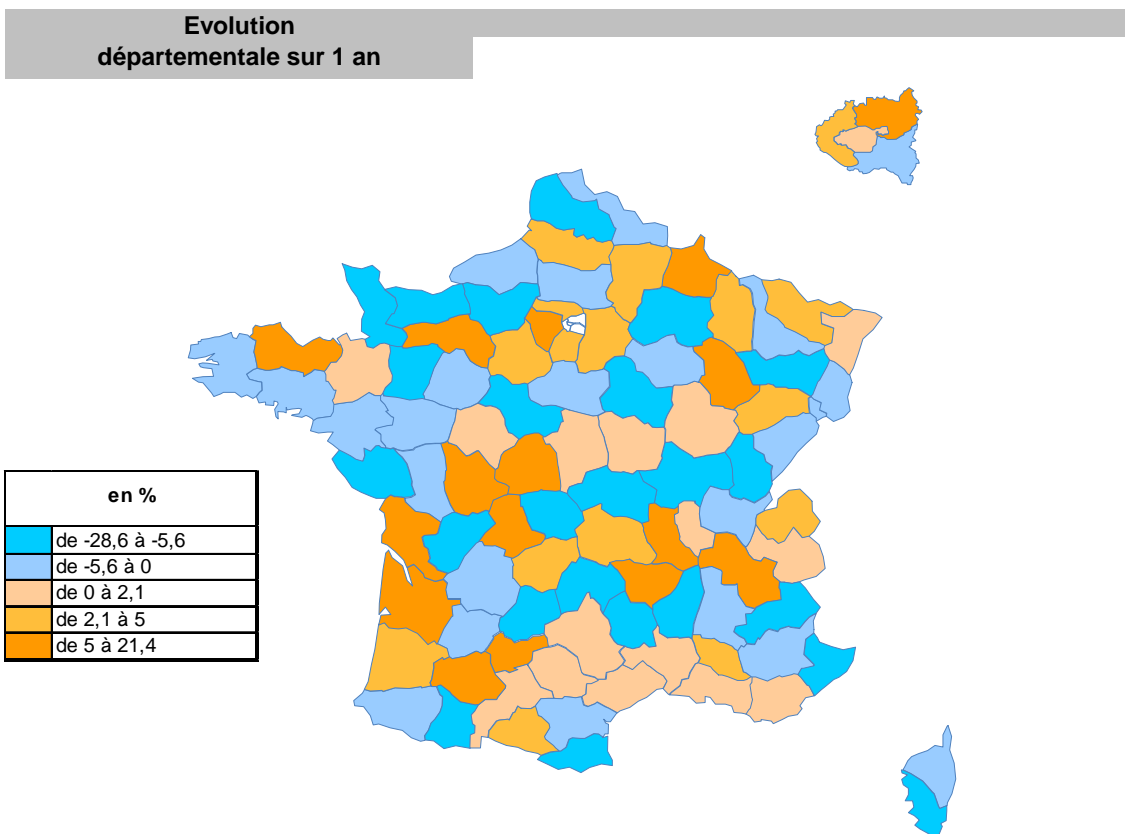 Evolution
départementale sur 1 an
en %
de -28,6 à -5,6
de -5,6 à 0
de 0 à 2,1
de 2,1 à 5
de 5 à 21,4